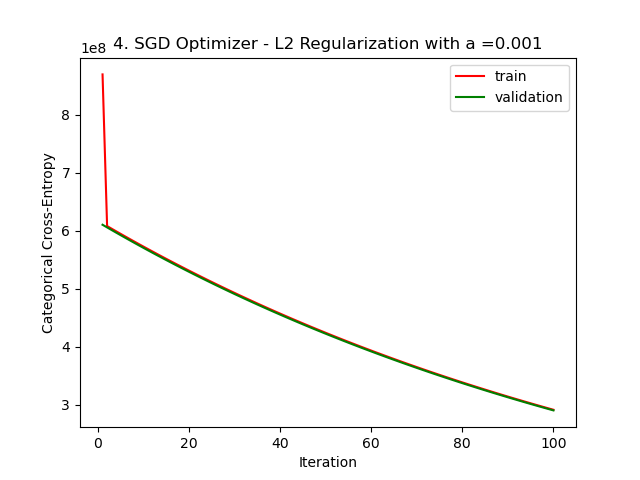 4. SGD Optimizer - L2 Regularization with a =0.001
1e8
train
validation
8
7
6
5
4
3
Categorical Cross-Entropy
0 20 40 60 80 100
Iteration